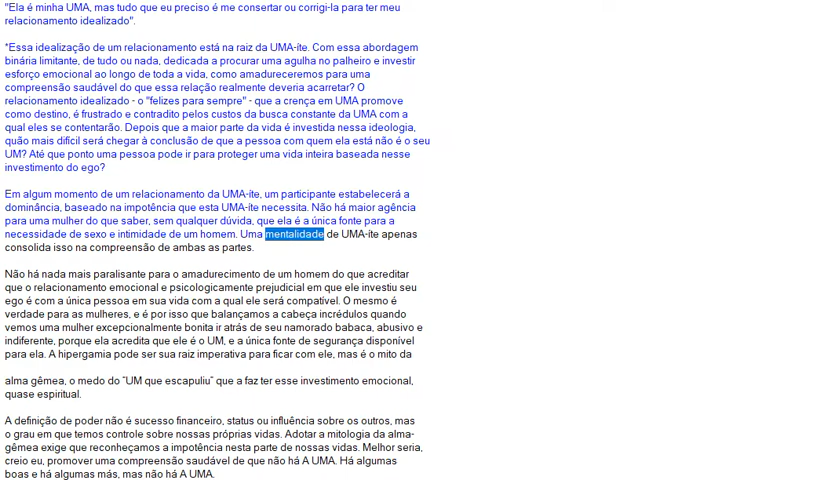 "Ela é minha UMA, mas tudo que eu preciso é me consertar ou corrigi-la para ter meu
relacionamento idealizado".
*Essa idealização de um relacionamento está na raiz da UMA-íte. Com essa abordagem
binária limitante, de tudo ou nada, dedicada a procurar uma agulha no palheiro e investir
esforço emocional ao longo de toda a vida, como amadureceremos para uma
compreensão saudável do que essa relação realmente deveria acarretar? O
relacionamento idealizado - o "felizes para sempre" - que a crença em UMA promove
como destino, é frustrado e contradito pelos custos da busca constante da UMA com a
qual eles se contentarão. Depois que a maior parte da vida é investida nessa ideologia,
quão mais difícil será chegar à conclusão de que a pessoa com quem ela está não é o seu
UM? Até que ponto uma pessoa pode ir para proteger uma vida inteira baseada nesse
investimento do ego?
Em algum momento de um relacionamento da UMA-íte, um participante estabelecerá a
dominância, baseado na impotência que esta UMA-íte necessita. Não há maior agência
para uma mulher do que saber, sem qualquer dúvida, que ela é a única fonte para a
necessidade de sexo e intimidade de um homem. Uma mentalidade de UMA-íte apenas
consolida isso na compreensão de ambas as partes.
Não há nada mais paralisante para o amadurecimento de um homem do que acreditar
que o relacionamento emocional e psicologicamente prejudicial em que ele investiu seu
ego é com a única pessoa em sua vida com a qual ele será compatível. O mesmo é
verdade para as mulheres, e é por isso que balançamos a cabeça incrédulos quando
vemos uma mulher excepcionalmente bonita ir atrás de seu namorado babaca, abusivo e
indiferente, porque ela acredita que ele é o UM, e a única fonte de segurança disponível
para ela. A hipergamia pode ser sua raiz imperativa para ficar com ele, mas é o mito da
alma gêmea, o medo do "UM que escapuliu" que a faz ter esse investimento emocional,
quase espiritual.
A definição de poder não é sucesso financeiro, status ou influência sobre os outros, mas
o grau em que temos controle sobre nossas próprias vidas. Adotar a mitologia da alma-
gêmea exige que reconheçamos a impotência nesta parte de nossas vidas. Melhor seria,
creio eu, promover uma compreensão saudável de que não há A UMA. Há algumas
boas e há algumas más, mas não há A UMA.